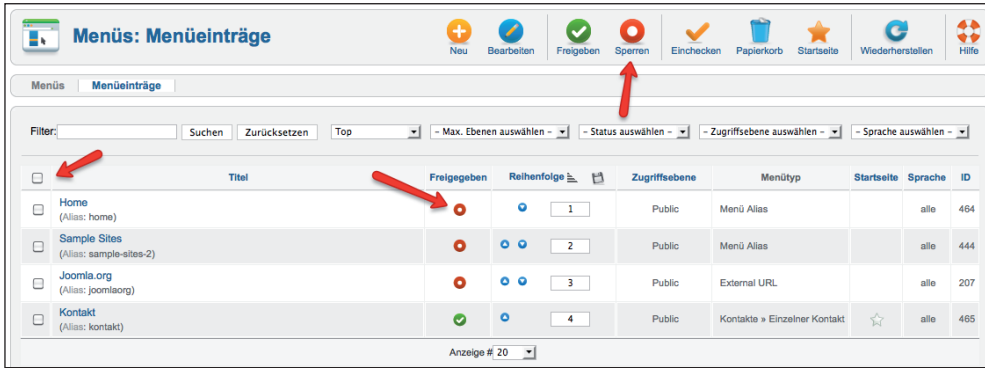 Menüs: Menüeinträge
Neu Bearbeiten Freigeben Sperren Einchecken Papierkorb Startseite Wiederherstellen Hilfe
Menüs Menüeinträge
Filter: Suchen Zurücksetzen Top - Max. Ebenen auswählen - - Status auswählen - - Zugriffsebene auswählen - - Sprache auswählen -
Titel Freigegeben Reihenfolge Zugriffsebene Menütyp Startseite Sprache ID
Home 1 Public Menü Alias alle 464
(Alias: home)
Sample Sites 2 Public Menü Alias alle 444
(Alias: sample-sites-2)
Joomla.org 3 Public External URL alle 207
(Alias: joomlaorg)
Kontakt 4 Public Kontakte » Einzelner Kontakt alle 465
(Alias: kontakt)
Anzeige # 20